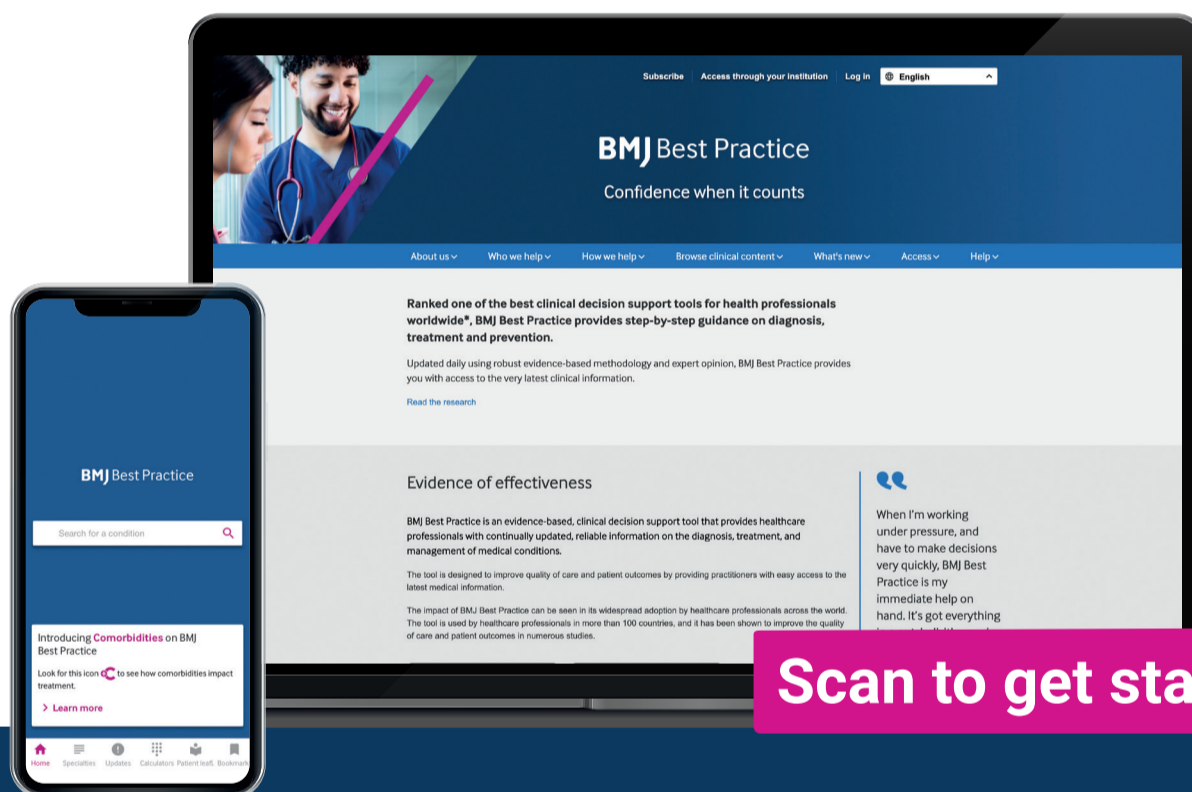 Subscribe Access through your institution Log in English
BMJ Best Practice
Confidence when it counts
About us Who we help How we help Browse clinical content What's new Access Help
Ranked one of the best clinical decision support tools for health professionals
worldwide*, BMJ Best Practice provides step-by-step guidance on diagnosis,
treatment and prevention.
Updated daily using robust evidence-based methodology and expert opinion, BMJ Best Practice provides
you with access to the very latest clinical information.
Read the research
Evidence of effectiveness
BMJ Best Practice is an evidence-based, clinical decision support tool that provides healthcare
professionals with continually updated, reliable information on the diagnosis, treatment, and
management of medical conditions.
The tool is designed to improve quality of care and patient outcomes by providing practitioners with easy access to the
latest medical information.
The impact of BMJ Best Practice can be seen in its widespread adoption by healthcare professionals across the world.
The tool is used by healthcare professionals in more than 100 countries, and it has been shown to improve the quality
of care and patient outcomes in numerous studies.
When I'm working
under pressure, and
have to make decisions
very quickly, BMJ Best
Practice is my
immediate help on
hand. It's got everything
BMJ Best Practice
Search for a condition
Introducing Comorbidities on BMJ
Best Practice
Look for this icon to see how comorbidities impact
treatment.
> Learn more
Home Specialties Updates Calculators Patient leafl. Bookmark
Scan to get sta